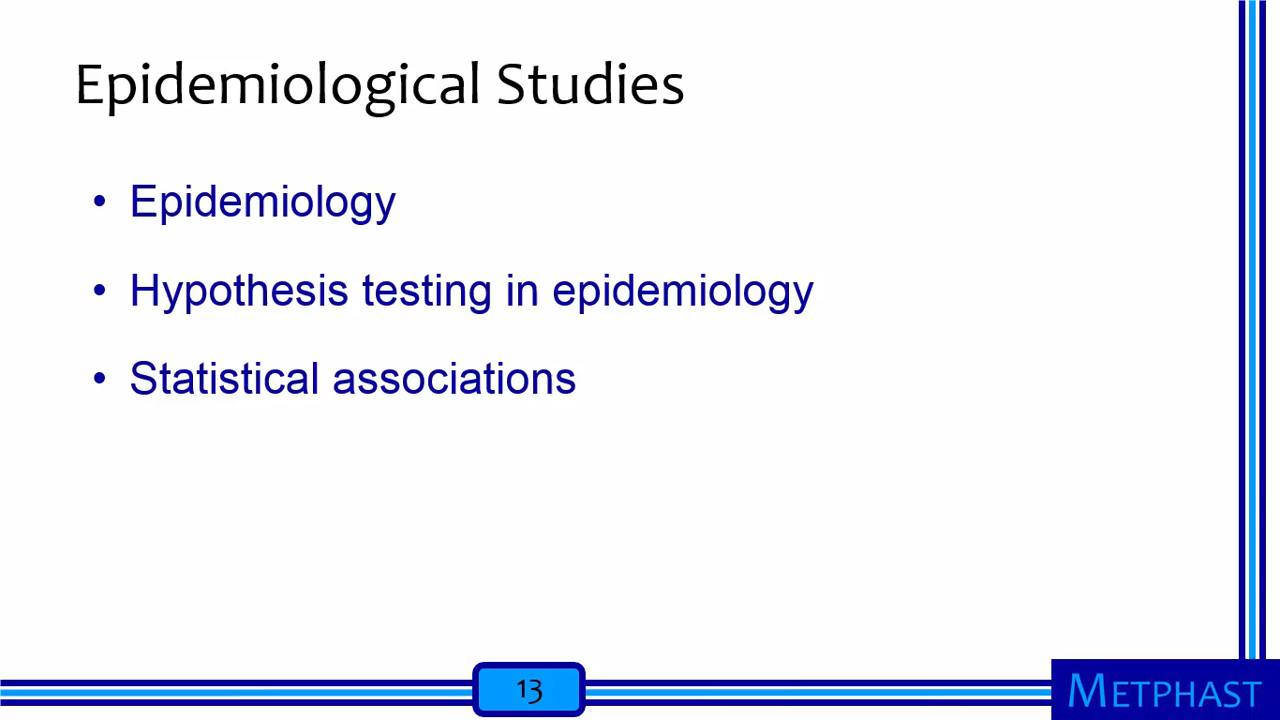 Epidemiological Studies
• Epidemiology
• Hypothesis testing in epidemiology
• Statistical associations
13
METPHAST